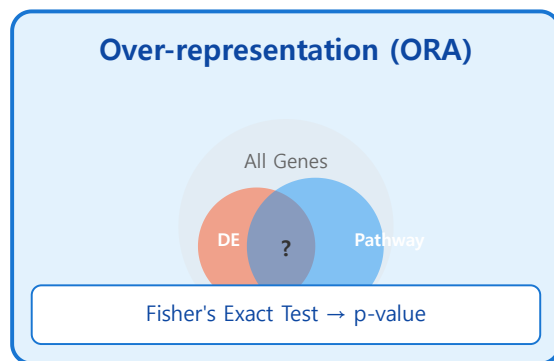 Over-representation (ORA)
All Genes
DE
?
Pathway
Fisher's Exact Test → p-value